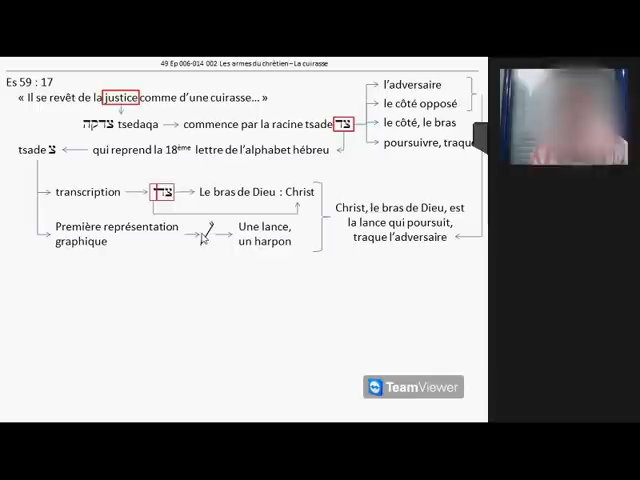 49 Ep 006-014 002 Les armes du chrétien – La cuirasse
Es 59 : 17
« Il se revêt de la justice comme d'une cuirasse… »
צדקה tsedaqa
commence par la racine tsade צד
l'adversaire
le côté opposé
le côté, le bras
poursuivre, traque
tsade צ
qui reprend la 18ème lettre de l'alphabet hébreu
transcription
Le bras de Dieu : Christ
Première représentation
graphique
Une lance,
un harpon
Christ, le bras de Dieu, est
la lance qui poursuit,
traque l'adversaire
TeamViewer